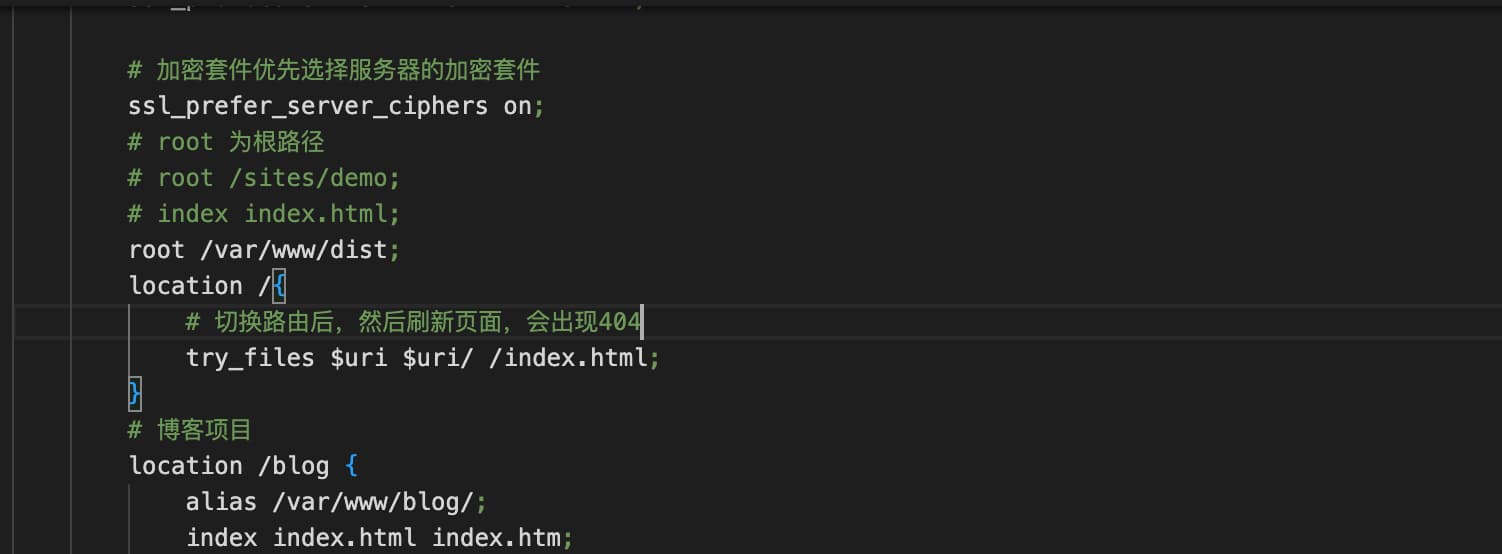 # 加密套件优先选择服务器的加密套件
ssl_prefer_server_ciphers on;
# root 为根路径
# root /sites/demo;
# index index.html;
root /var/www/dist;
location /{
# 切换路由后，然后刷新页面，会出现404
try_files $uri $uri/ /index.html;
}
# 博客项目
location /blog {
alias /var/www/blog/;
index index.html index.htm;